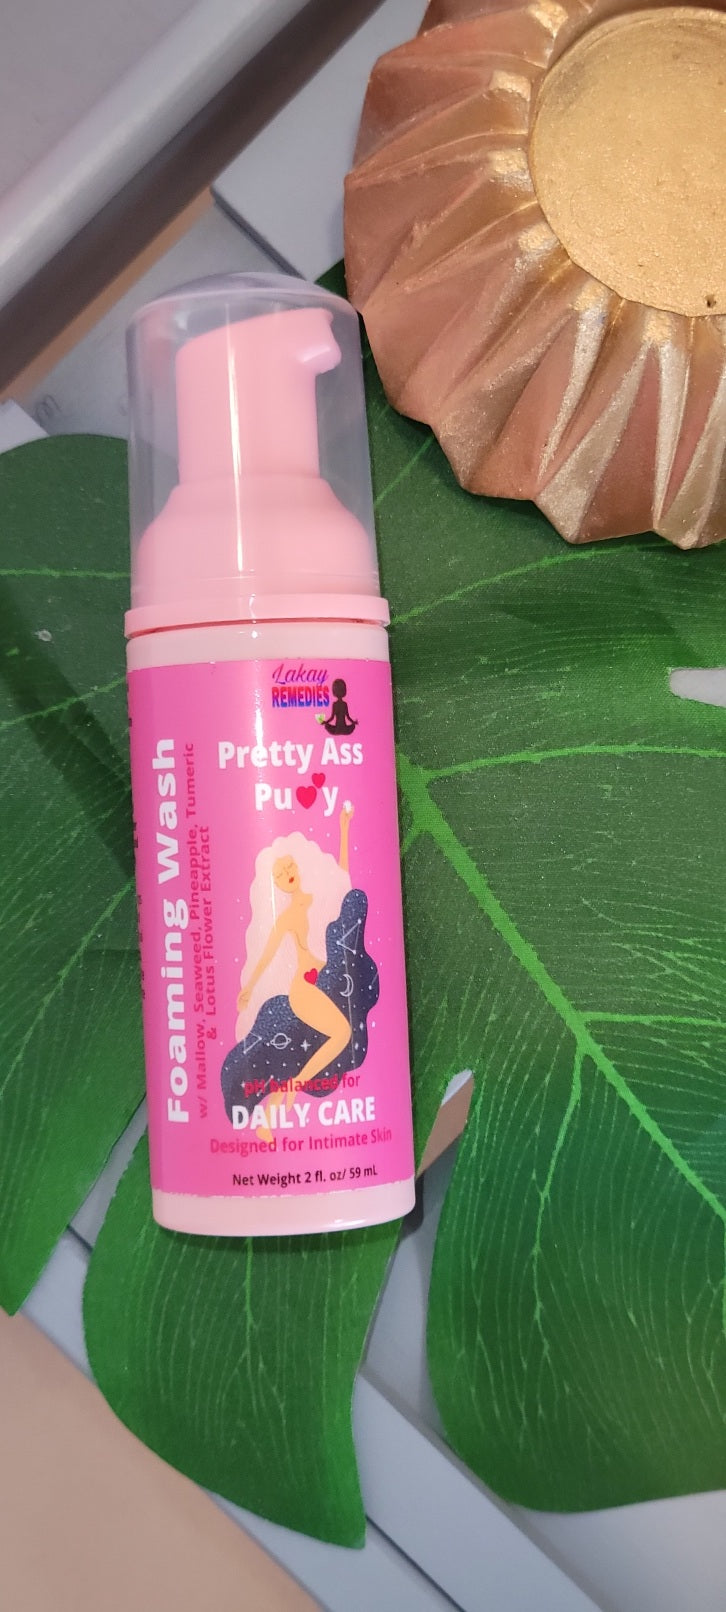 Lakay
REMEDIES
Pretty Ass
Pu❤❤y
pH balanced for
DAILY CARE
Designed for Intimate Skin
Net Weight 2 fl. oz/ 59 mL
Foaming Wash
w/ Mallow, Seaweed, Pineapple, Tumeric
& Lotus Flower Extract